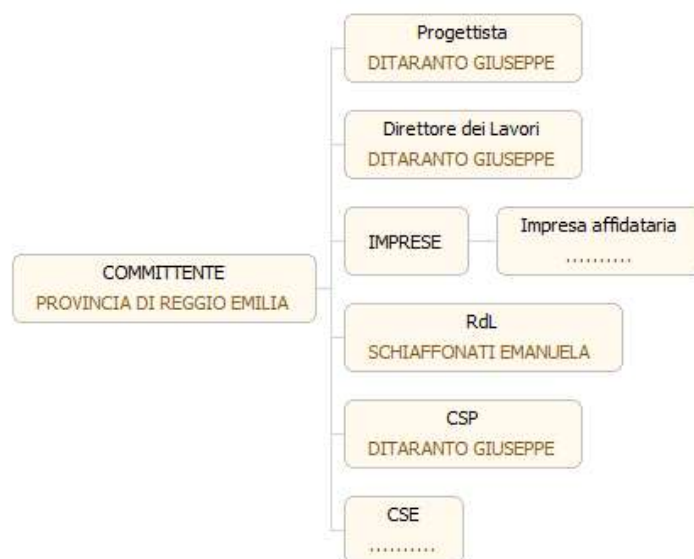 Progettista
DITARANTO GIUSEPPE
Direttore dei Lavori
DITARANTO GIUSEPPE
IMPRESE
Impresa affidataria
..........
COMMITTENTE
PROVINCIA DI REGGIO EMILIA
RdL
SCHIAFFONATI EMANUELA
CSP
DITARANTO GIUSEPPE
CSE
..........